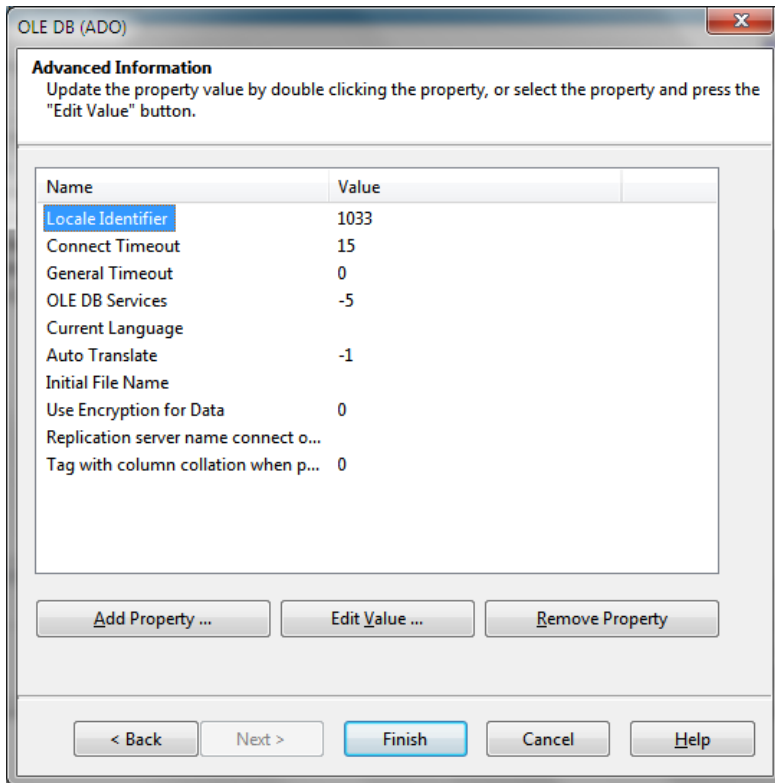 OLE DB (ADO)
Advanced Information
Update the property value by double clicking the property, or select the property and press the
"Edit Value" button.
Name Value
Locale Identifier 1033
Connect Timeout 15
General Timeout 0
OLE DB Services -5
Current Language
Auto Translate -1
Initial File Name
Use Encryption for Data 0
Replication server name connect o...
Tag with column collation when p... 0
Add Property ... Edit Value ... Remove Property
< Back Next > Finish Cancel Help